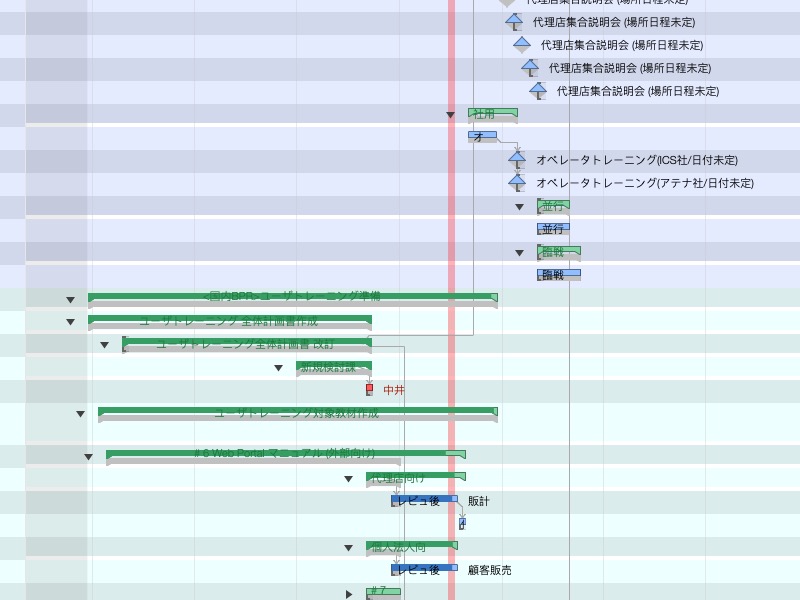 代理店集合説明会 (場所日程未定)
代理店集合説明会 (場所日程未定)
代理店集合説明会 (場所日程未定)
代理店集合説明会 (場所日程未定)
代理店集合説明会 (場所日程未定)
社用
オ
オペレータトレーニング(ICS社/日付未定)
オペレータトレーニング(アテナ社/日付未定)
並行
並行
臨戦
臨戦
<国内BPR>ユーザトレーニング準備
ユーザトレーニング 全体計画書作成
ユーザトレーニング全体計画書 改訂
新規検討課
中井
ユーザトレーニング対象教材作成
# 6 Web Portal マニュアル (外部向け)
代理店向け
レビュ後
販計
個人法人向
レビュ後
顧客販売
# 7